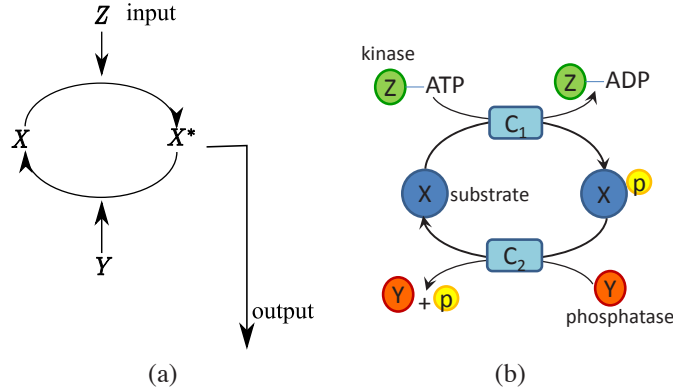 Z input
X X*
Y
output
(a)
kinase
Z ATP Z ADP
C1
X substrate X p
C2
Y + p Y
phosphatase
(b)